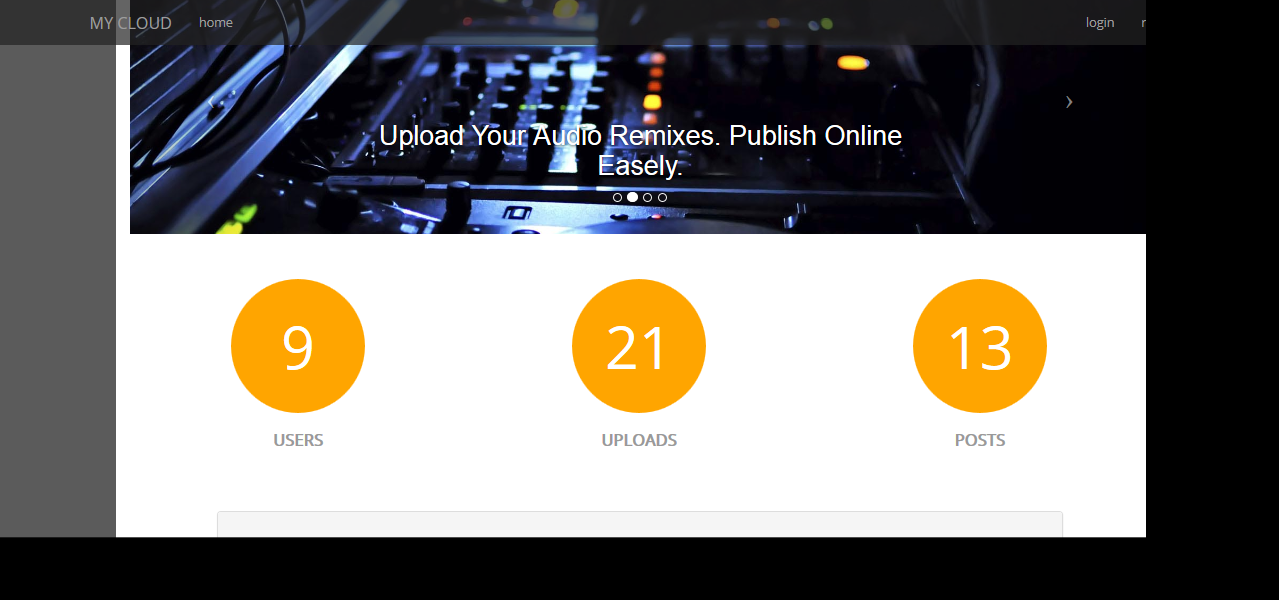 MY CLOUD home login
Upload Your Audio Remixes. Publish Online
Easely.
9 21 13
USERS UPLOADS POSTS